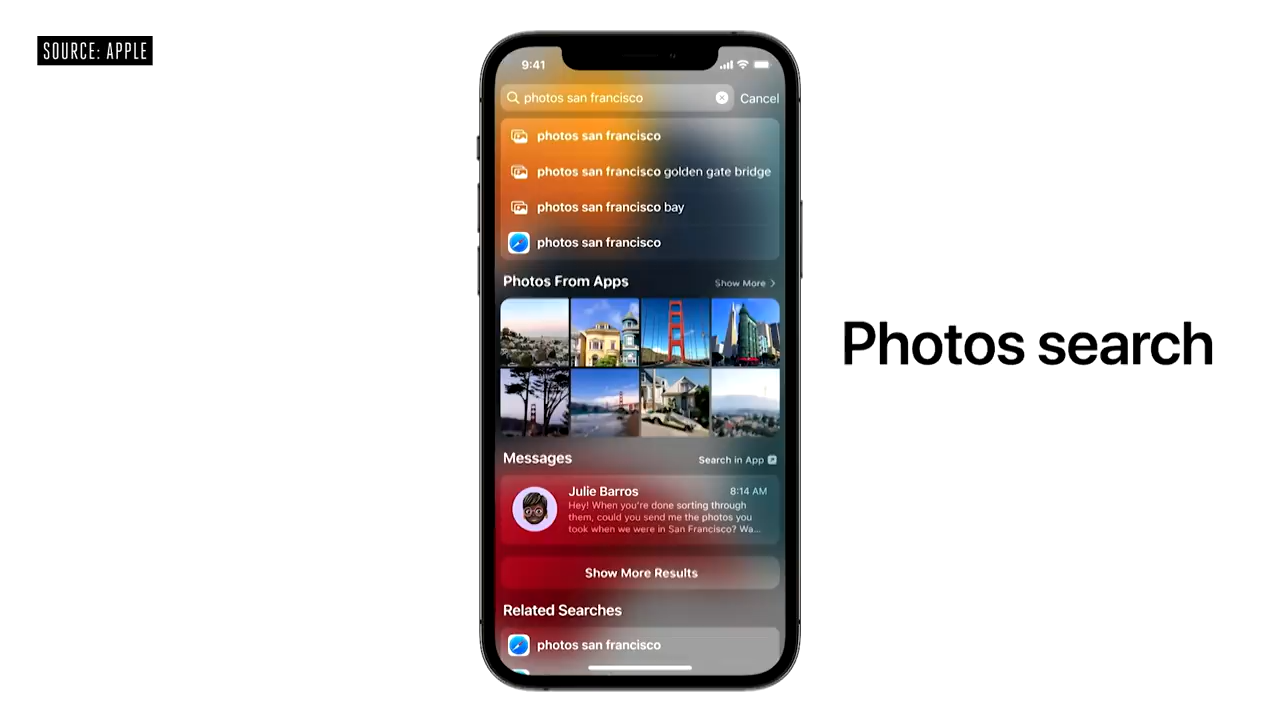 SOURCE: APPLE
9:41
photos san francisco
Cancel
photos san francisco
photos san francisco golden gate bridge
photos san francisco bay
photos san francisco
Photos From Apps
Show More
Messages
Search in App
Julie Barros
8:14 AM
Hey! When you're done sorting through
them, could you send me the photos you
took when we were in San Francisco? Wa...
Show More Results
Related Searches
photos san francisco
Photos search